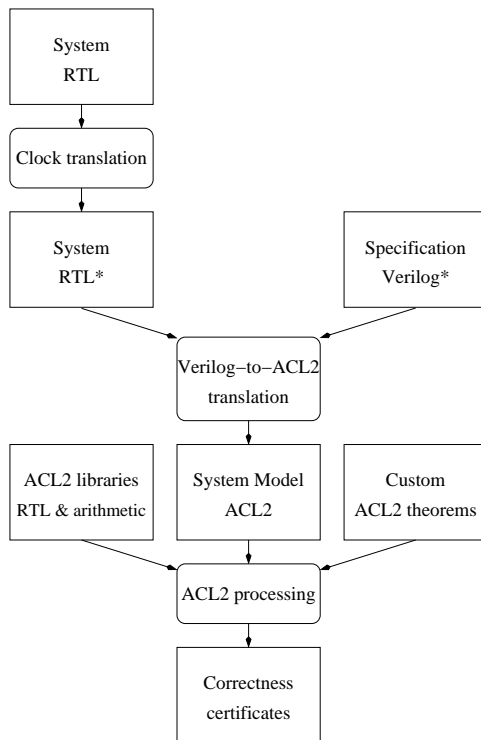 System
RTL
Clock translation
System
RTL*
Specification
Verilog*
Verilog−to−ACL2
translation
ACL2 libraries
RTL & arithmetic
System Model
ACL2
Custom
ACL2 theorems
ACL2 processing
Correctness
certificates